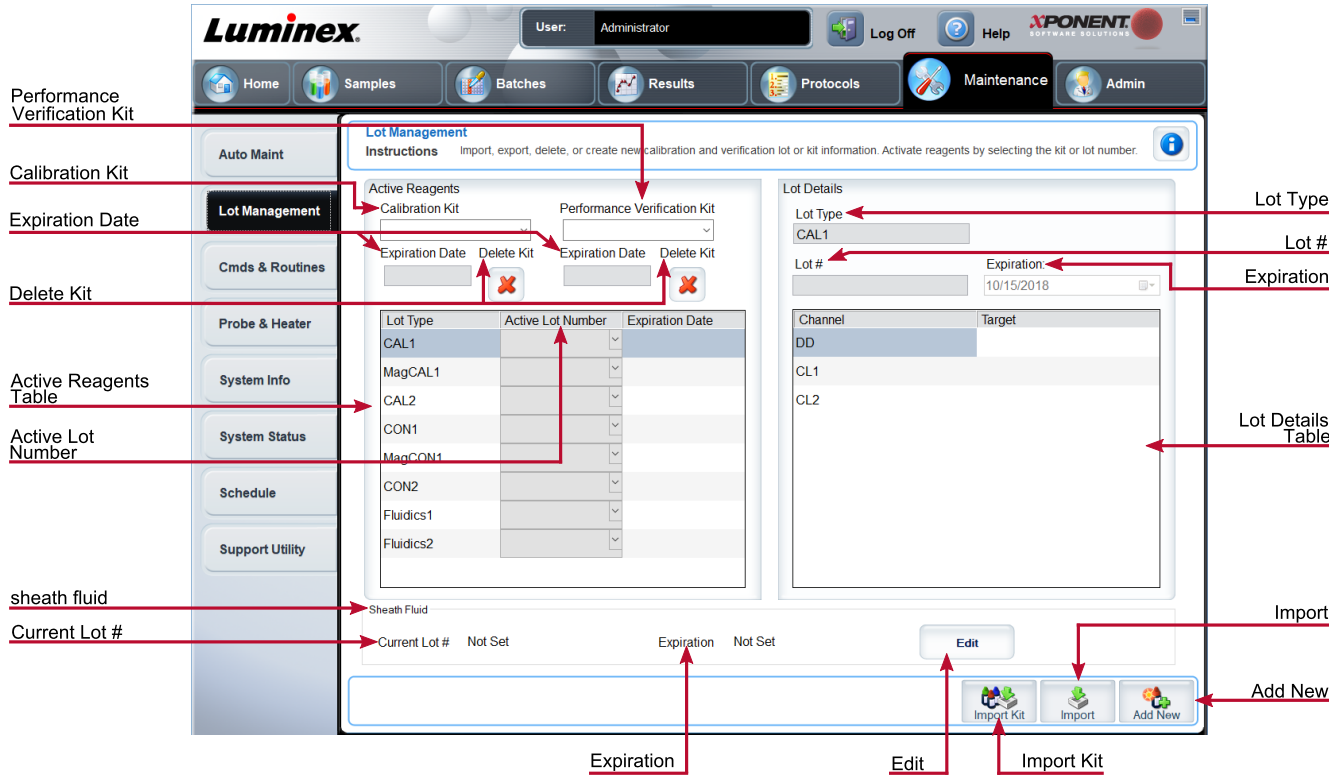 Luminex.
User:
Administrator
Log Off
Help
XPONENT.
SOFTWARE SOLUTIONS
Home
Samples
Batches
Results
Protocols
Maintenance
Admin
Performance
Verification Kit
Calibration Kit
Expiration Date
Delete Kit
Active Reagents
Table
Active Lot
Number
sheath fluid
Current Lot #
Auto Maint
Lot Management
Cmds & Routines
Probe & Heater
System Info
System Status
Schedule
Support Utility
Lot Management
Instructions Import, export, delete, or create new calibration and verification lot or kit information. Activate reagents by selecting the kit or lot number.
Active Reagents
Calibration Kit
Performance Verification Kit
Expiration Date
Delete Kit
Expiration Date
Delete Kit
Lot Type Active Lot Number Expiration Date
CAL1
MagCAL1
CAL2
CON1
MagCON1
CON2
Fluidics1
Fluidics2
Lot Details
Lot Type
CAL1
Lot #
Expiration:
10/15/2018
Channel Target
DD
CL1
CL2
Sheath Fluid
Current Lot # Not Set
Expiration Not Set
Edit
Import Kit
Import
Add New
Lot Type
Lot #
Expiration
Lot Details
Table
Import
Add New
Expiration
Edit
Import Kit